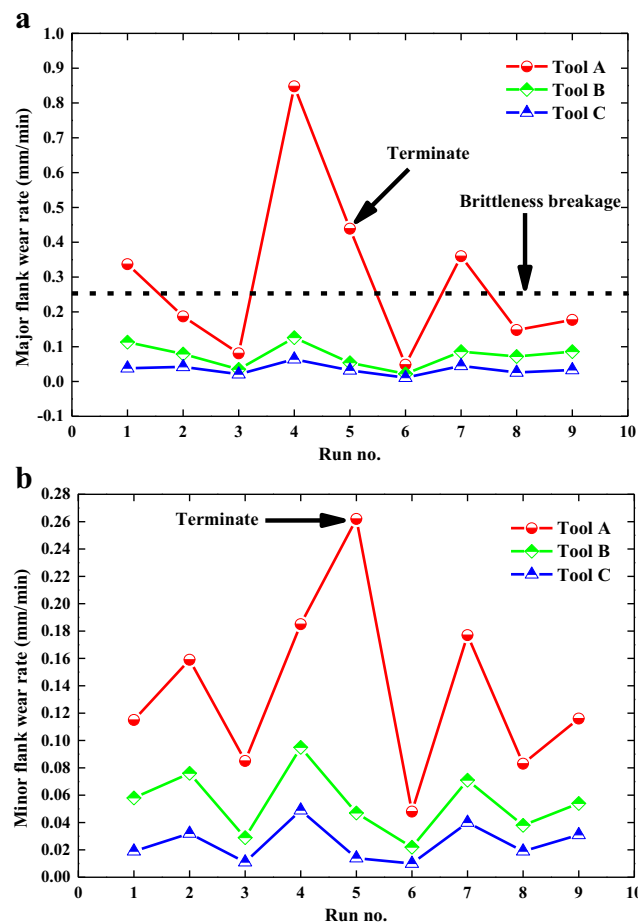 a
1.0
0.9
0.8
0.7
0.6
0.5
0.4
0.3
0.2
0.1
0.0
-0.1
Major flank wear rate (mm/min)
Tool A
Tool B
Tool C
Terminate
Brittleness breakage
0 1 2 3 4 5 6 7 8 9 10
Run no.
b
0.28
0.26
0.24
0.22
0.20
0.18
0.16
0.14
0.12
0.10
0.08
0.06
0.04
0.02
0.00
Minor flank wear rate (mm/min)
Terminate
Tool A
Tool B
Tool C
0 1 2 3 4 5 6 7 8 9 10
Run no.